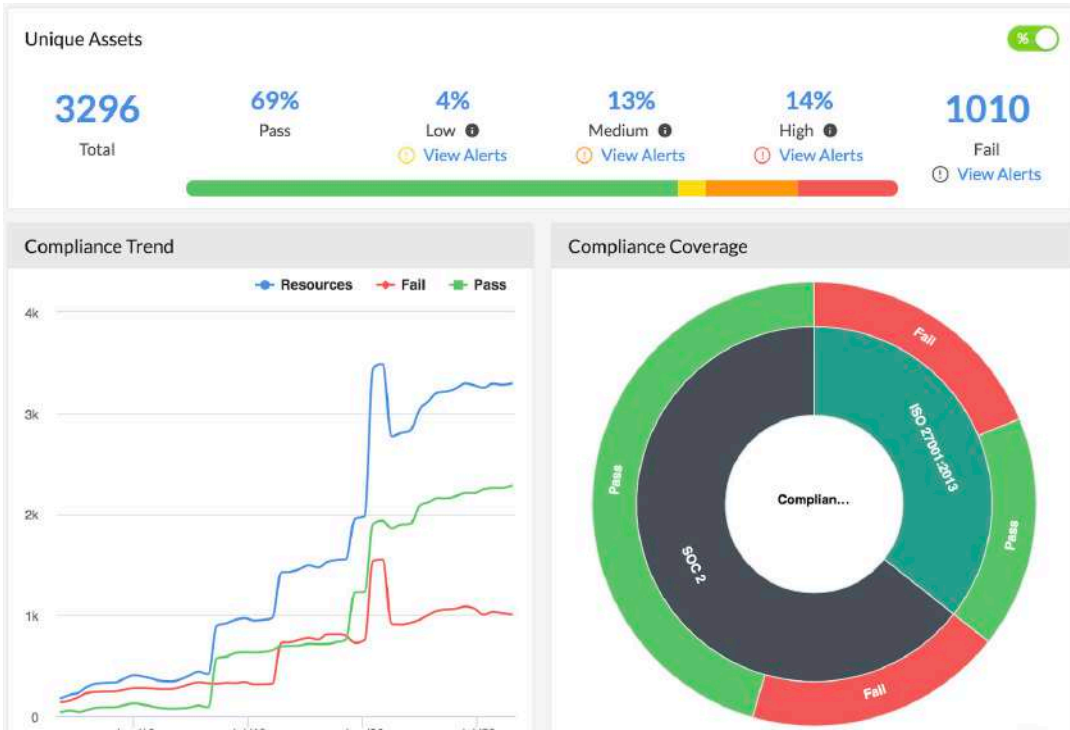 Unique Assets
%
3296
Total
69%
Pass
4%
Low
View Alerts
13%
Medium
View Alerts
14%
High
View Alerts
1010
Fail
View Alerts
Compliance Trend
Resources Fail Pass
4k
3k
2k
1k
0
Compliance Coverage
Fail
ISO 27001:2013
Pass
Complian...
Pass
SOC 2
Fail